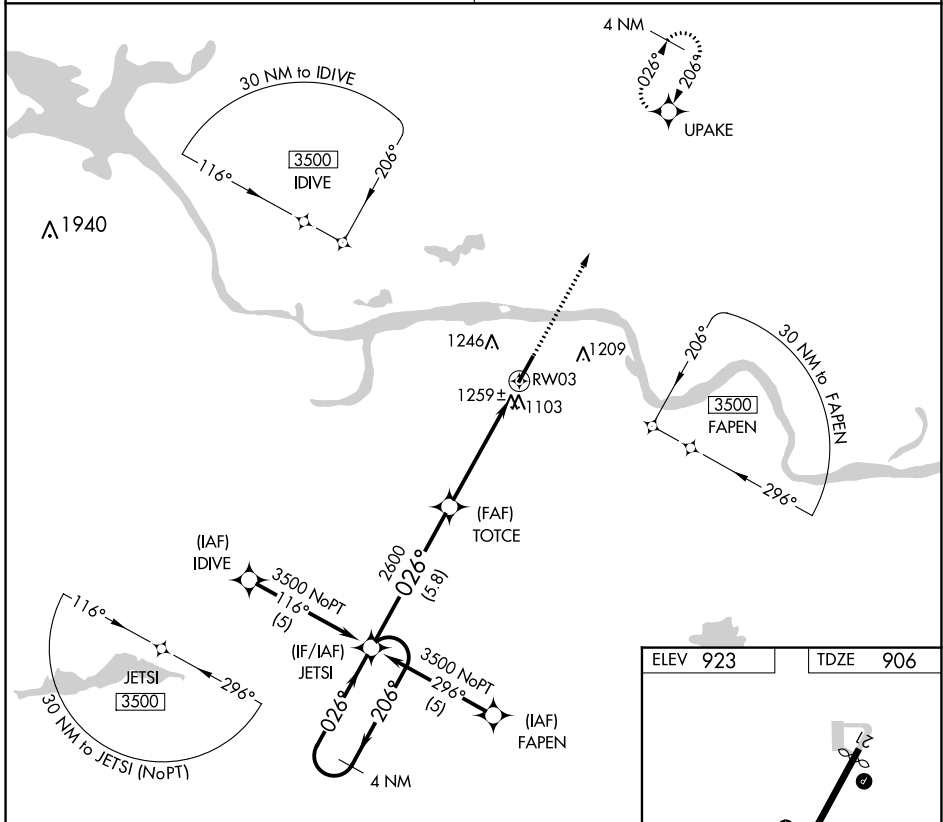 4 NM
026°
206°
UPAKE
30 NM to IDIVE
3500
IDIVE
116°
206°
1940
1246
1209
RW03
1259±
1103
206°
30 NM to FAPEN
3500
FAPEN
296°
(FAF)
TOTCE
(IAF)
IDIVE
2600
026°
(5.8)
3500 NoPT
116°
(5)
(IF/IAF)
JETSI
3500 NoPT
296°
(5)
(IAF)
FAPEN
026°
206°
4 NM
116°
JETSI
3500
296°
30 NM to JETSI (NoPT)
ELEV 923
TDZE 906
21
P